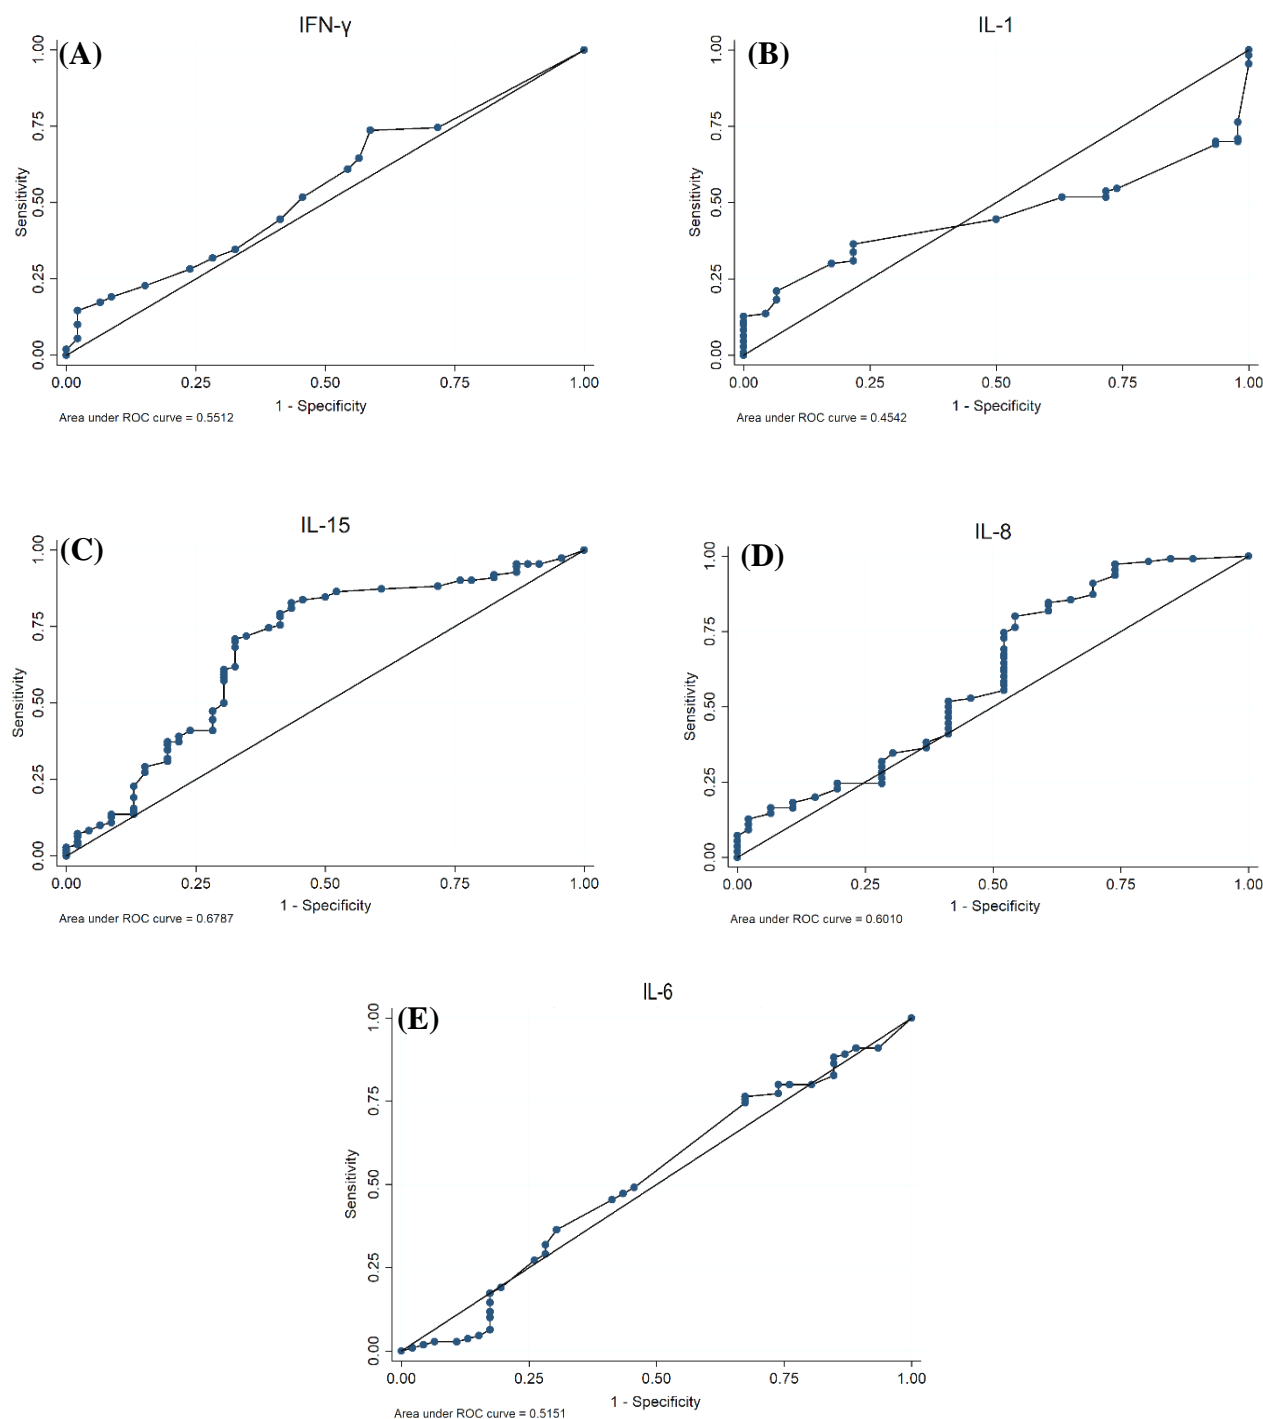 IFN-γ
(A)
1.00
0.75
0.50
0.25
0.00
Sensitivity
0.00 0.25 0.50 0.75 1.00
1 - Specificity
Area under ROC curve = 0.5512
IL-1
(B)
1.00
0.75
0.50
0.25
0.00
Sensitivity
0.00 0.25 0.50 0.75 1.00
1 - Specificity
Area under ROC curve = 0.4542
IL-15
(C)
1.00
0.75
0.50
0.25
0.00
Sensitivity
0.00 0.25 0.50 0.75 1.00
1 - Specificity
Area under ROC curve = 0.6787
IL-8
(D)
1.00
0.75
0.50
0.25
0.00
Sensitivity
0.00 0.25 0.50 0.75 1.00
1 - Specificity
Area under ROC curve = 0.6010
IL-6
(E)
1.00
0.75
0.50
0.25
0.00
Sensitivity
0.00 0.25 0.50 0.75 1.00
1 - Specificity
Area under ROC curve = 0.5151